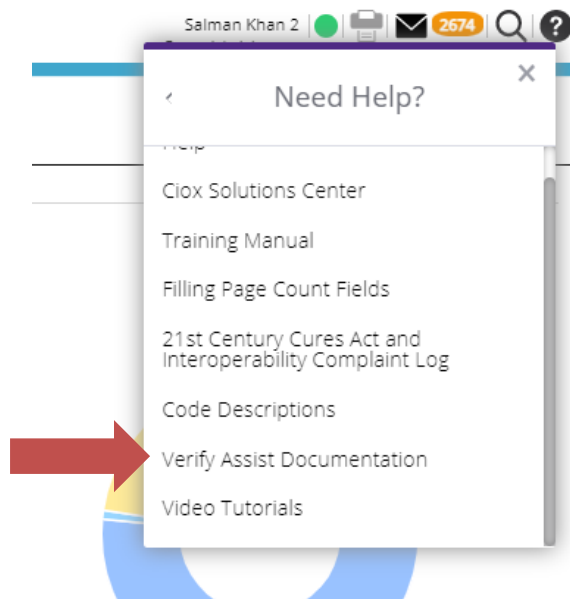 Salman Khan 2
2674
?
×
‹ Need Help?
Help
Ciox Solutions Center
Training Manual
Filling Page Count Fields
21st Century Cures Act and
Interoperability Complaint Log
Code Descriptions
Verify Assist Documentation
Video Tutorials